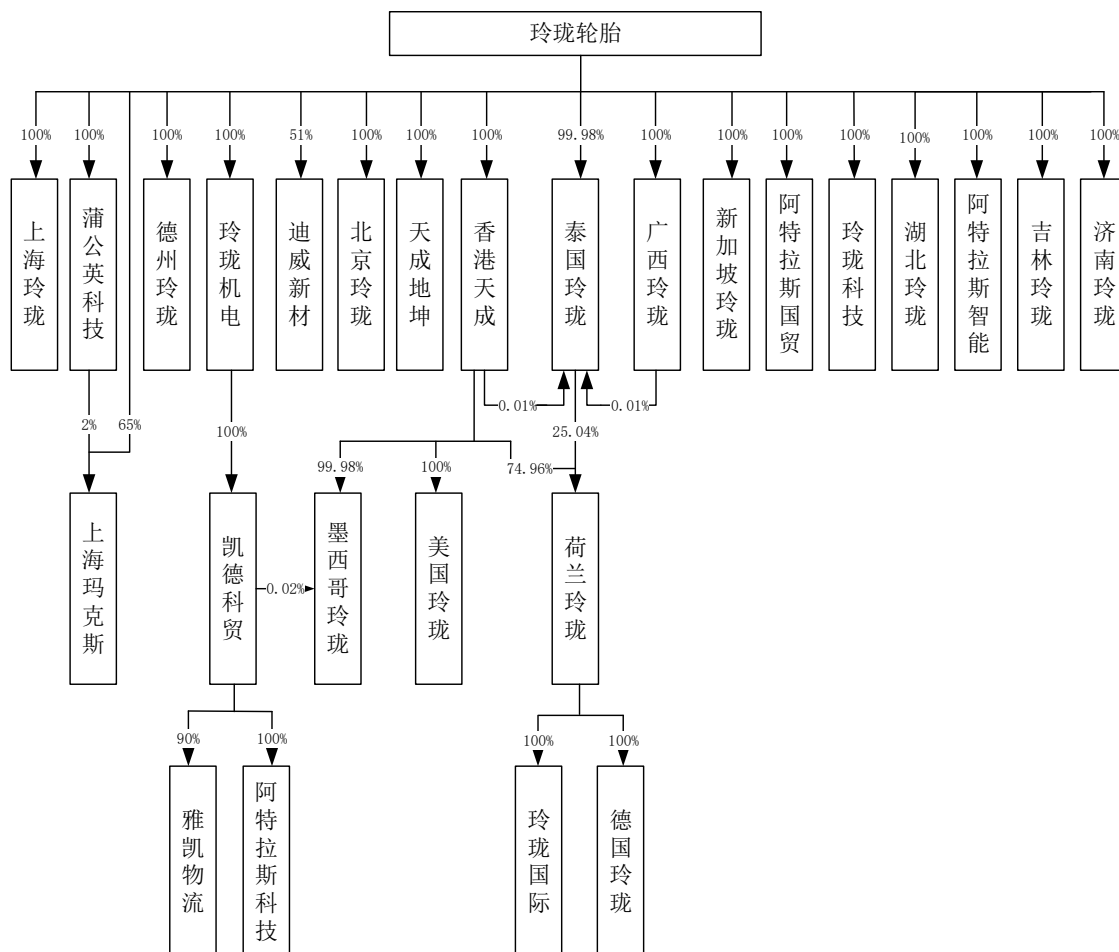 玲珑轮胎
100%
100%
100%
100%
51%
100%
100%
100%
99.98%
100%
100%
100%
100%
100%
100%
100%
100%
上海玲珑
蒲公英科技
德州玲珑
玲珑机电
迪威新材
北京玲珑
天成地坤
香港天成
泰国玲珑
广西玲珑
新加坡玲珑
阿特拉斯国贸
玲珑科技
湖北玲珑
阿特拉斯智能
吉林玲珑
济南玲珑
0.01%
0.01%
2%
65%
100%
25.04%
99.98%
100%
74.96%
上海玛克斯
凯德科贸
0.02%
墨西哥玲珑
美国玲珑
荷兰玲珑
90%
100%
100%
100%
雅凯物流
阿特拉斯科技
玲珑国际
德国玲珑